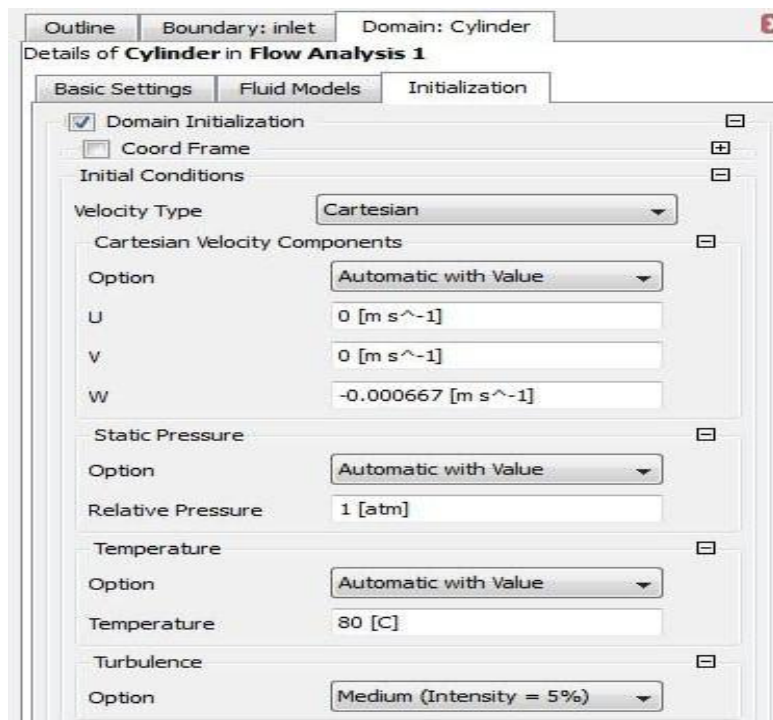 Outline Boundary: inlet Domain: Cylinder
Details of Cylinder in Flow Analysis 1
Basic Settings Fluid Models Initialization
Domain Initialization
Coord Frame
Initial Conditions
Velocity Type Cartesian
Cartesian Velocity Components
Option Automatic with Value
U 0 [m s^-1]
V 0 [m s^-1]
W -0.000667 [m s^-1]
Static Pressure
Option Automatic with Value
Relative Pressure 1 [atm]
Temperature
Option Automatic with Value
Temperature 80 [C]
Turbulence
Option Medium (Intensity = 5%)